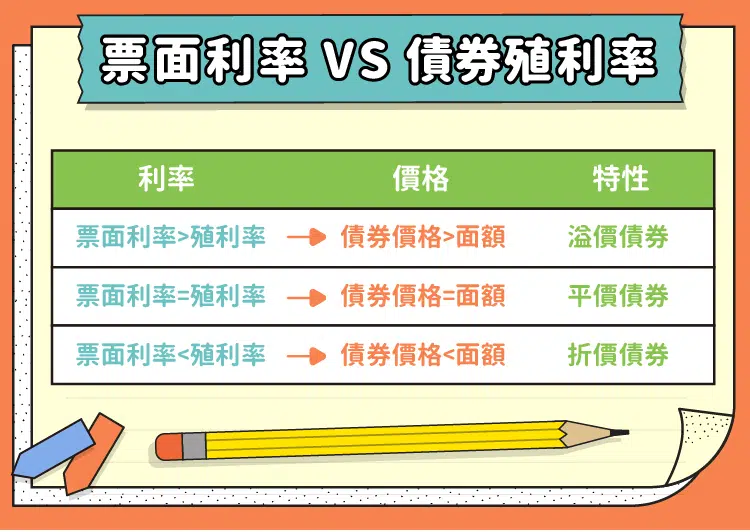 票面利率 VS 債券殖利率
利率 價格 特性
票面利率>殖利率 債券價格>面額 溢價債券
票面利率=殖利率 債券價格=面額 平價債券
票面利率<殖利率 債券價格<面額 折價債券